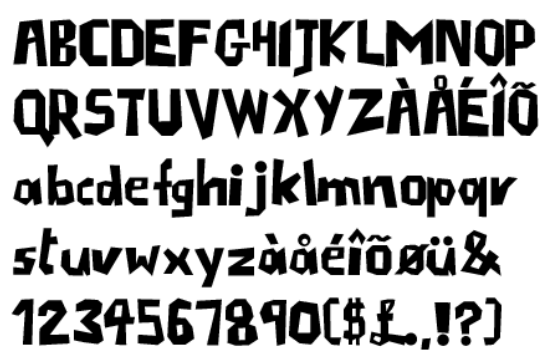 ABCDEFGHIJKLMNOP
QRSTUVWXYZÀÅÉÎÕ
abcdefghijklmnopqr
stuvwxyzàåéîõøü&
1234567890($£.,!?)